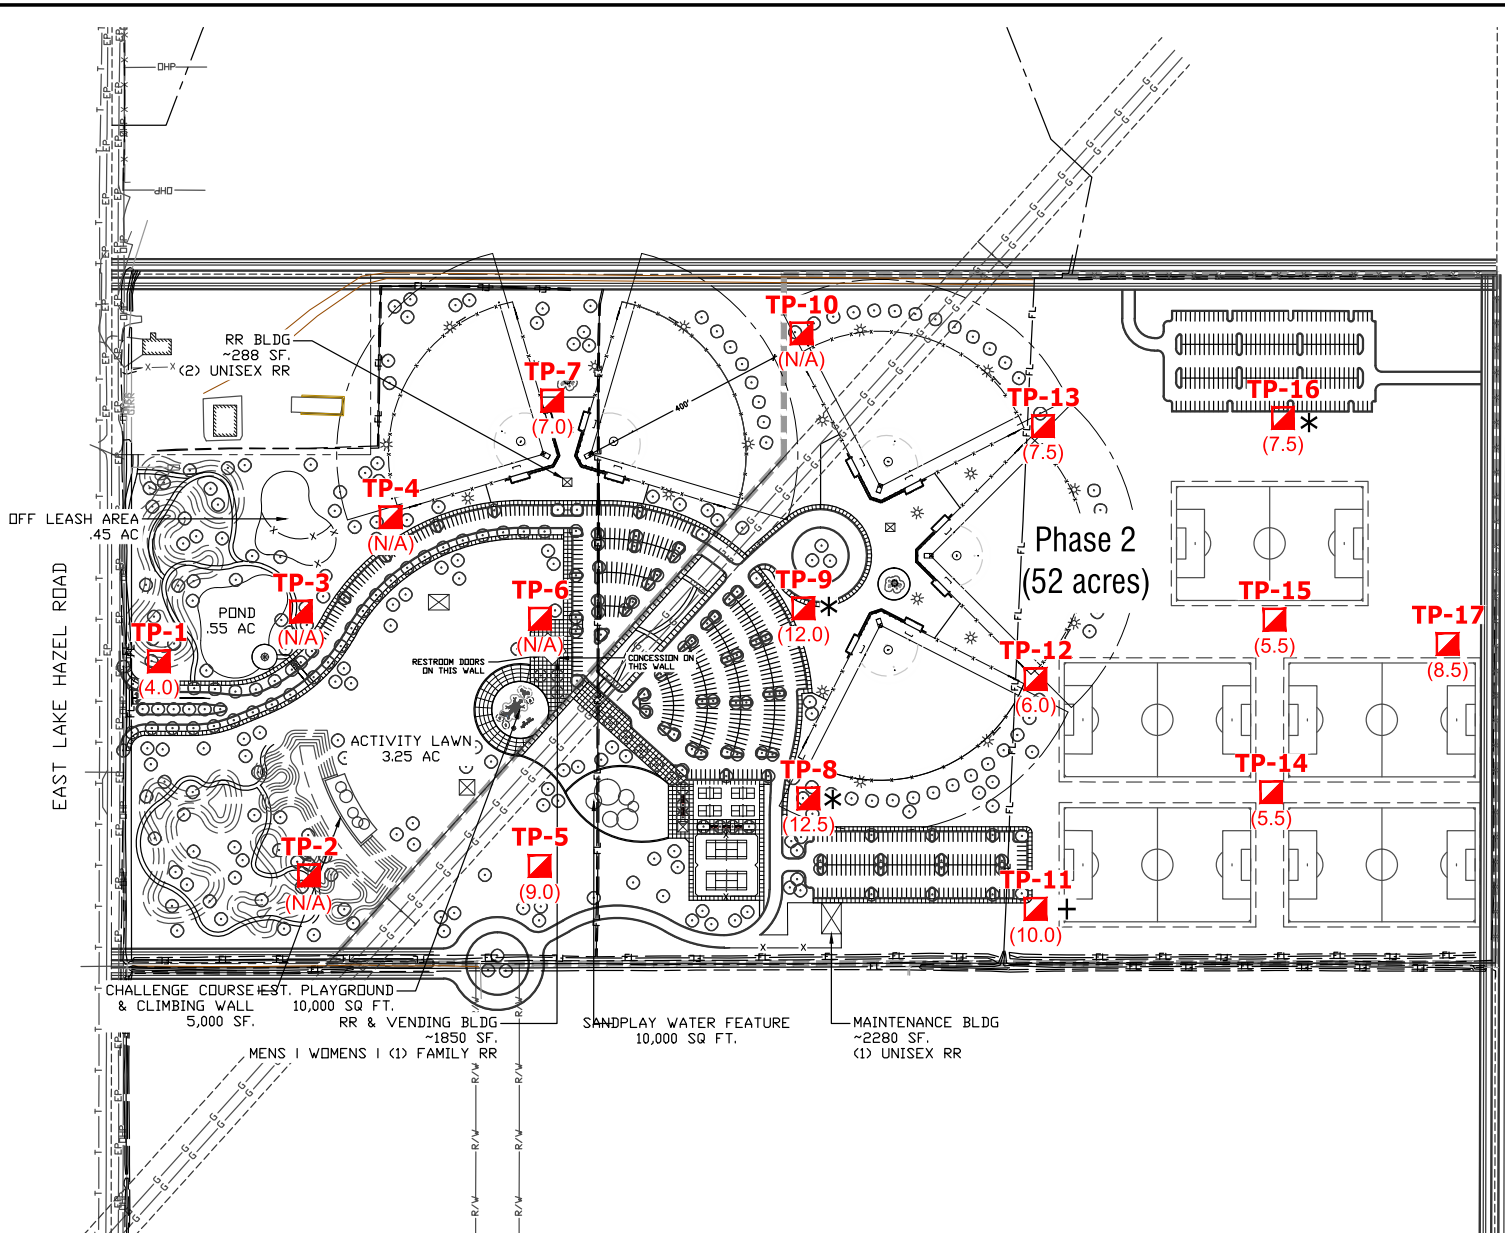 OHP
OHP
TP-10
(N/A)
RR BLDG
~288 SF.
(2) UNISEX RR
TP-7
(7.0)
400'
TP-13
(7.5)
TP-16
(7.5) *
TP-4
(N/A)
OFF LEASH AREA
.45 AC
Phase 2
(52 acres)
EAST LAKE HAZEL ROAD
TP-3
(N/A)
POND
.55 AC
TP-6
(N/A)
TP-9 *
(12.0)
TP-15
(5.5)
TP-17
(8.5)
TP-1
(4.0)
RESTROOM DOORS
ON THIS WALL
CONCESSION ON
THIS WALL
TP-12
(6.0)
ACTIVITY LAWN
3.25 AC
TP-8 *
(12.5)
TP-14
(5.5)
TP-2
(N/A)
TP-5
(9.0)
TP-11 +
(10.0)
CHALLENGE COURSE
& CLIMBING WALL
5,000 SF.
EST. PLAYGROUND
10,000 SQ FT.
RR & VENDING BLDG
~1850 SF.
MENS | WOMENS | (1) FAMILY RR
SANDPLAY WATER FEATURE
10,000 SQ FT.
MAINTENANCE BLDG
~2280 SF.
(1) UNISEX RR
R/W
R/W
R/W
R/W
R/W
R/W